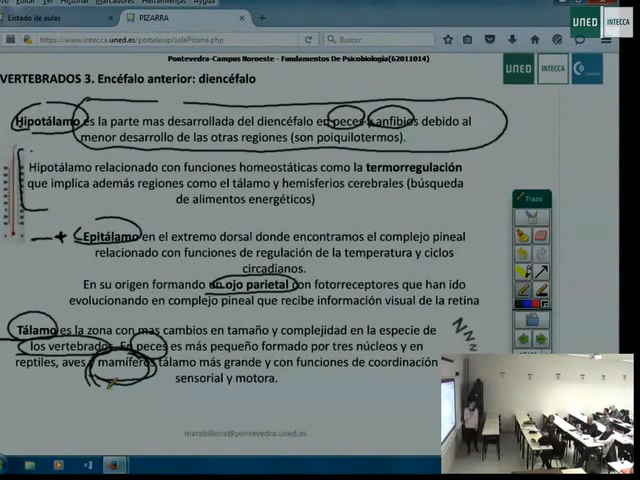 Marcadores Herramientas Ayuda
Listado de aulas
PIZARRA
https://www.intecca.uned.es/portalavip/salaPizarra.php
Buscar
UNED
INTECCA
Pontevedra-Campus Noroeste - Fundamentos De Psicobiología(62011014)
VERTEBRADOS 3. Encéfalo anterior: diencéfalo
UNED
INTECCA
Hipotálamo es la parte mas desarrollada del diencéfalo en peces y anfibios debido al
menor desarrollo de las otras regiones (son poiquilotermos).
Hipotálamo relacionado con funciones homeostáticas como la termorregulación
que implica además regiones como el tálamo y hemisferios cerebrales (búsqueda
de alimentos energéticos)
Trazo
Epitálamo en el extremo dorsal donde encontramos el complejo pineal
relacionado con funciones de regulación de la temperatura y ciclos
circadianos.
En su origen formando un ojo parietal con fotorreceptores que han ido
evolucionando en complejo pineal que recibe información visual de la retina
NNN
Tálamo es la zona con mas cambios en tamaño y complejidad en la especie de
los vertebrados. En peces es más pequeño formado por tres núcleos y en
reptiles, aves mamíferos tálamo más grande y con funciones de coordinación
sensorial y motora.
marabilleira@pontevedra.uned.es